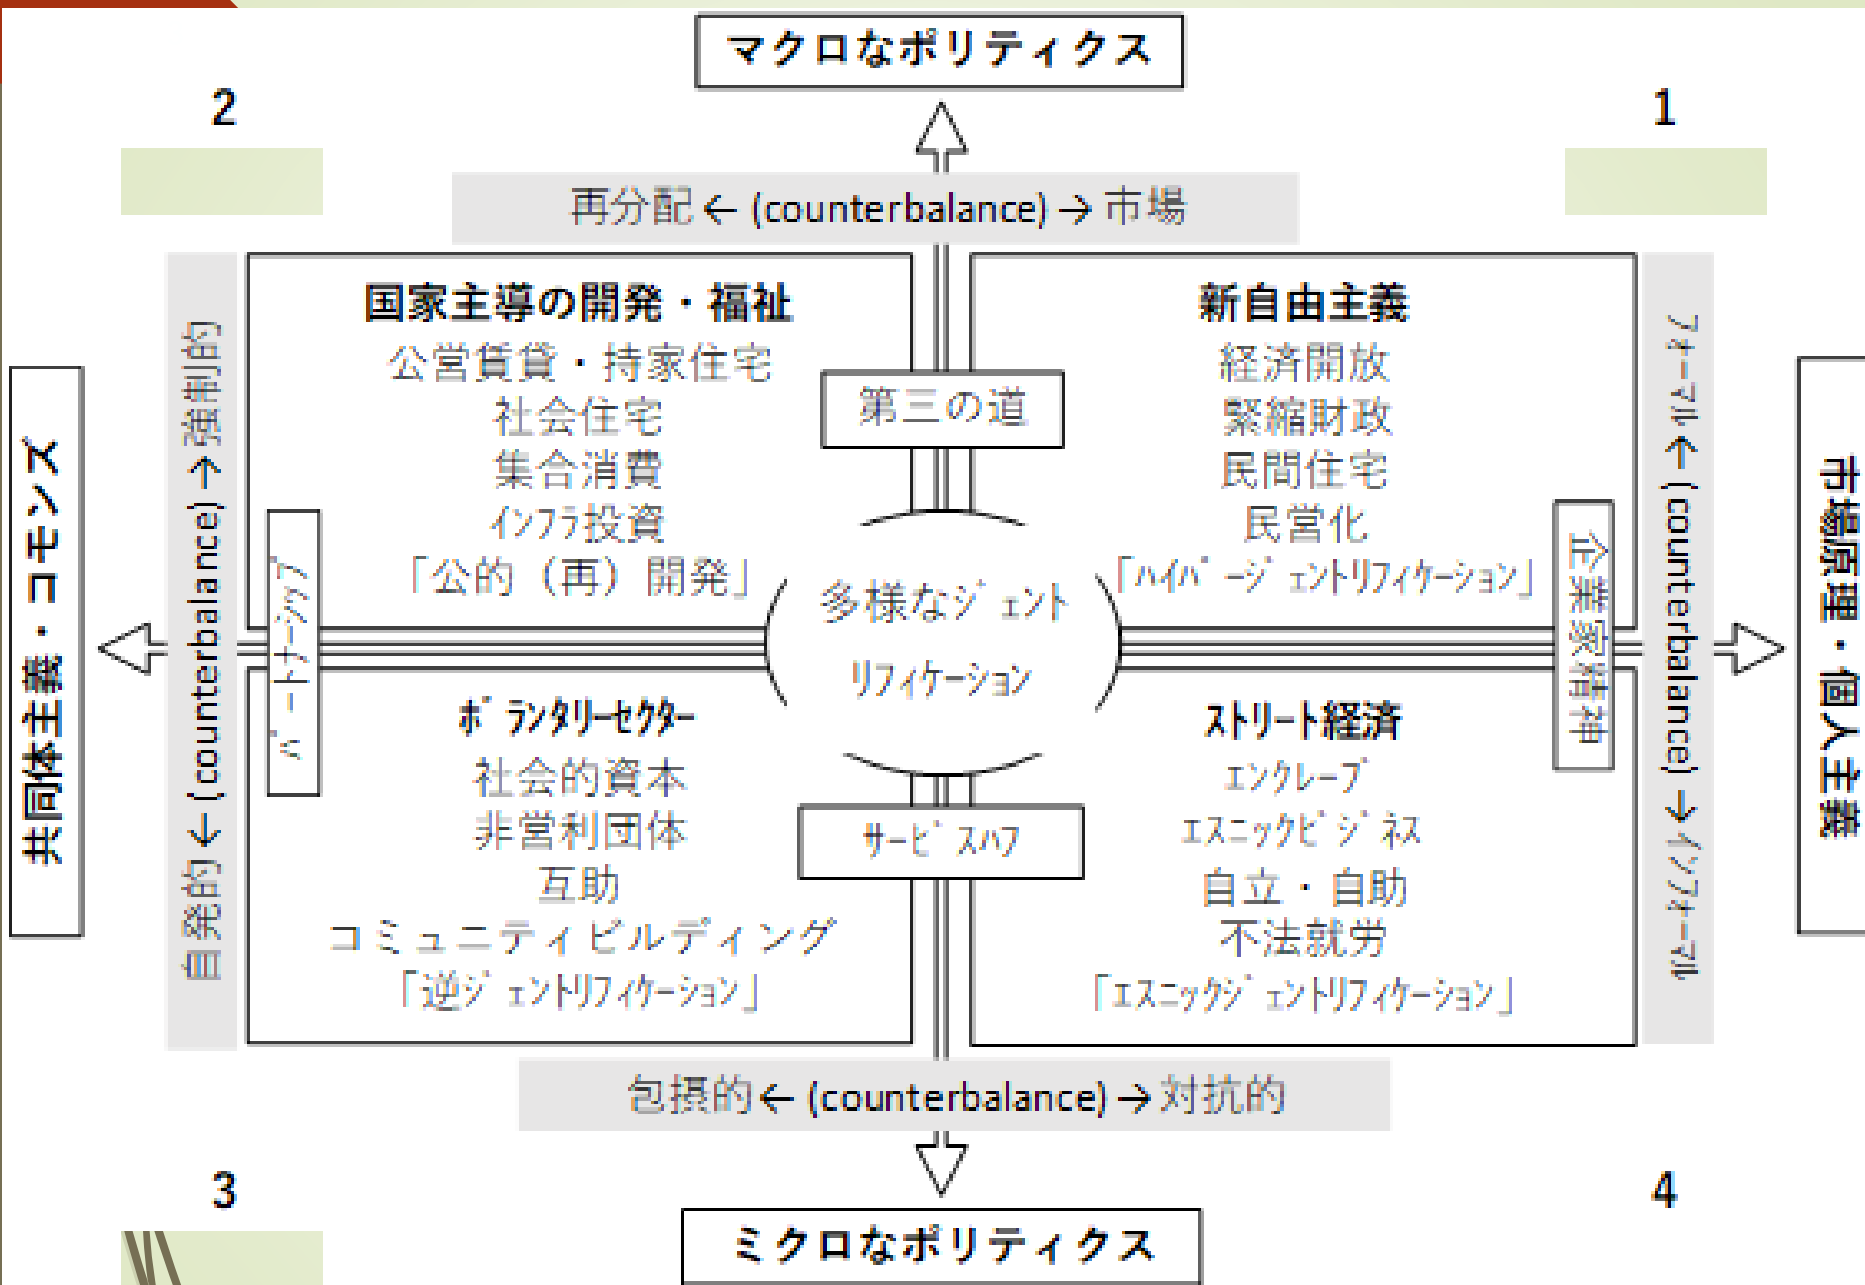 マクロなポリティクス
2
1
再分配 ← (counterbalance) → 市場
国家主導の開発・福祉
公営賃貸・持家住宅
社会住宅
集合消費
インフラ投資
「公的（再）開発」
第三の道
新自由主義
経済開放
緊縮財政
民間住宅
民営化
「ハイパージェントリフィケーション」
共同体主義・コモンズ
自発的 ← (counterbalance) → 強制的
パートナーシップ
多様なジェント
リフィケーション
企業家精神
フォーマル ← (counterbalance) → インフォーマル
市場原理・個人主義
ボランタリーセクター
社会的資本
非営利団体
互助
コミュニティビルディング
「逆ジェントリフィケーション」
サービスハブ
ストリート経済
エンクレーブ
エスニックビジネス
自立・自助
不法就労
「エスニックジェントリフィケーション」
包摂的 ← (counterbalance) → 対抗的
3
4
ミクロなポリティクス